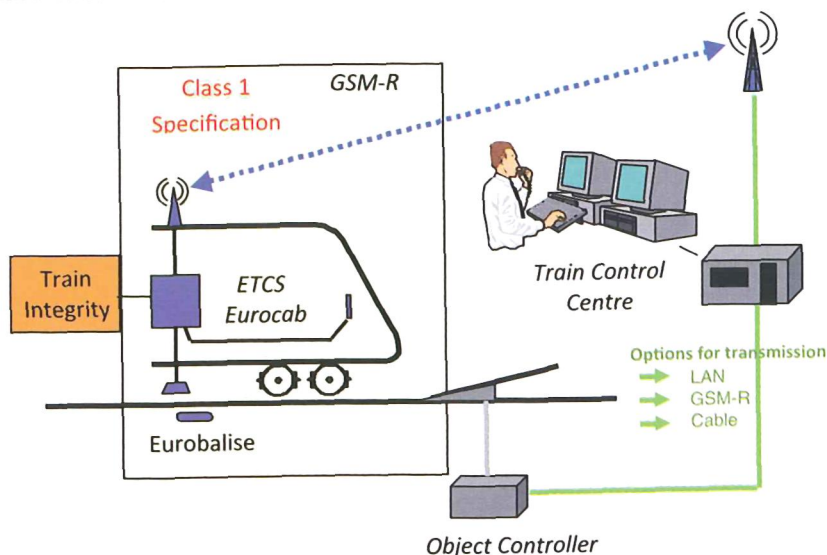 Class 1
Specification
GSM-R
Train
Integrity
ETCS
Eurocab
Train Control
Centre
Options for transmission
LAN
GSM-R
Cable
Eurobalise
Object Controller